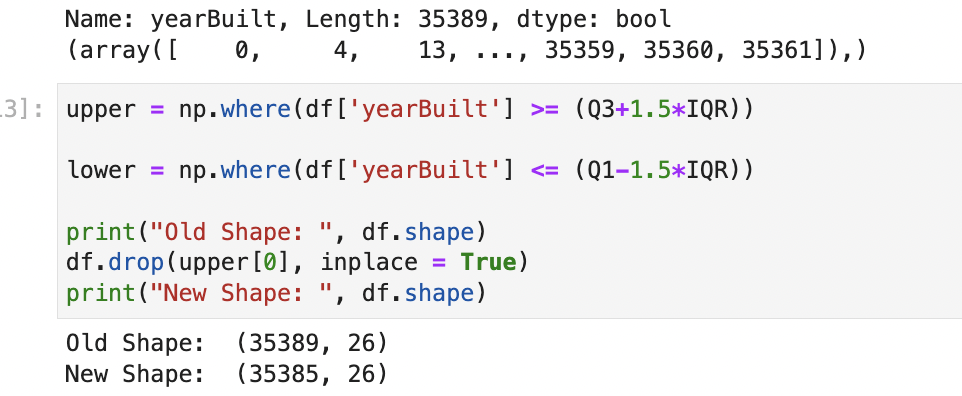 Name: yearBuilt, Length: 35389, dtype: bool
(array([    0,     4,    13, ..., 35359, 35360, 35361]),)
3]:
upper = np.where(df['yearBuilt'] >= (Q3+1.5*IQR))
lower = np.where(df['yearBuilt'] <= (Q1-1.5*IQR))
print("Old Shape: ", df.shape)
df.drop(upper[0], inplace = True)
print("New Shape: ", df.shape)
Old Shape:  (35389, 26)
New Shape:  (35385, 26)